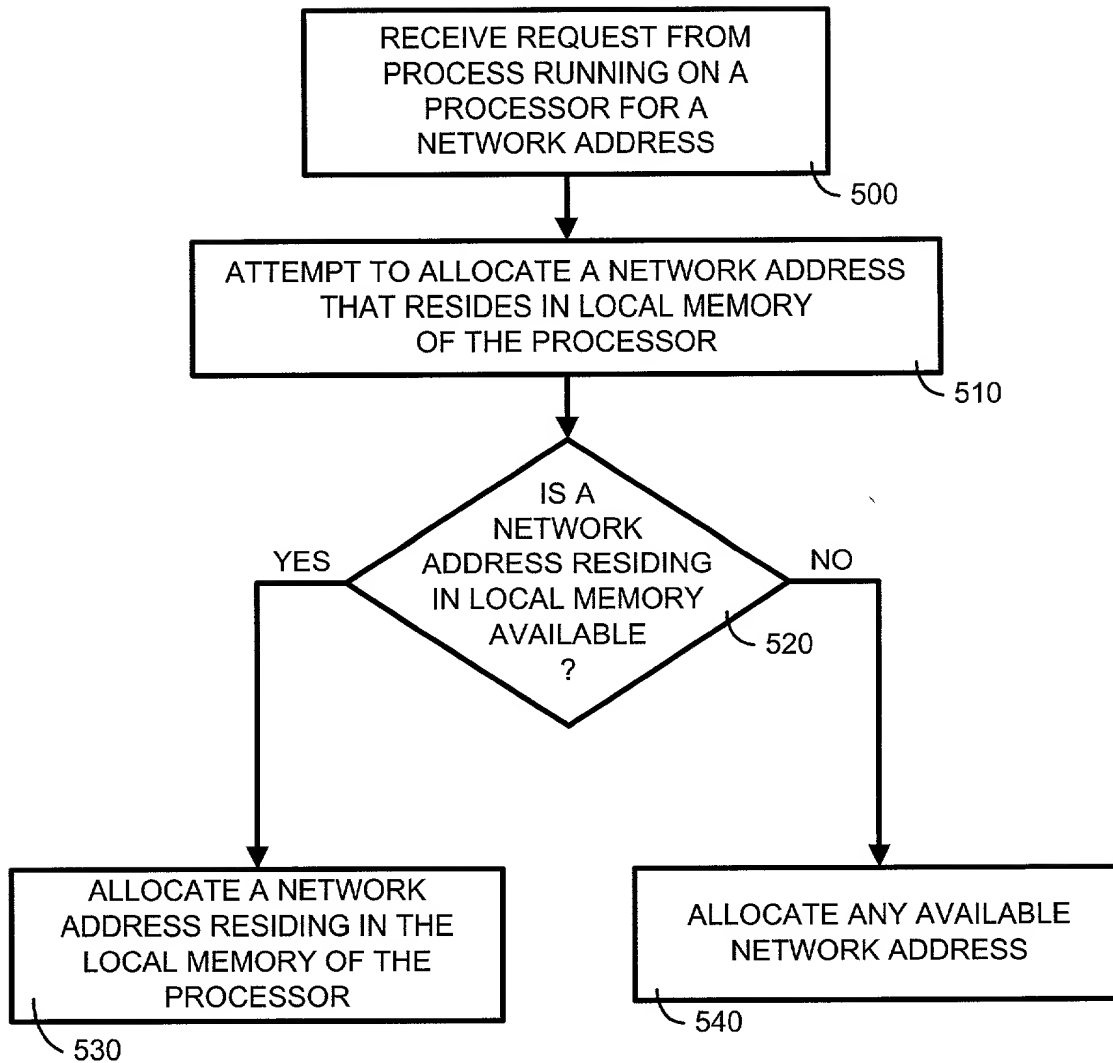 RECEIVE REQUEST FROM
PROCESS RUNNING ON A
PROCESSOR FOR A
NETWORK ADDRESS
500
ATTEMPT TO ALLOCATE A NETWORK ADDRESS
THAT RESIDES IN LOCAL MEMORY
OF THE PROCESSOR
510
IS A
NETWORK
ADDRESS RESIDING
IN LOCAL MEMORY
AVAILABLE
?
YES
NO
520
ALLOCATE A NETWORK
ADDRESS RESIDING IN THE
LOCAL MEMORY OF THE
PROCESSOR
530
ALLOCATE ANY AVAILABLE
NETWORK ADDRESS
540